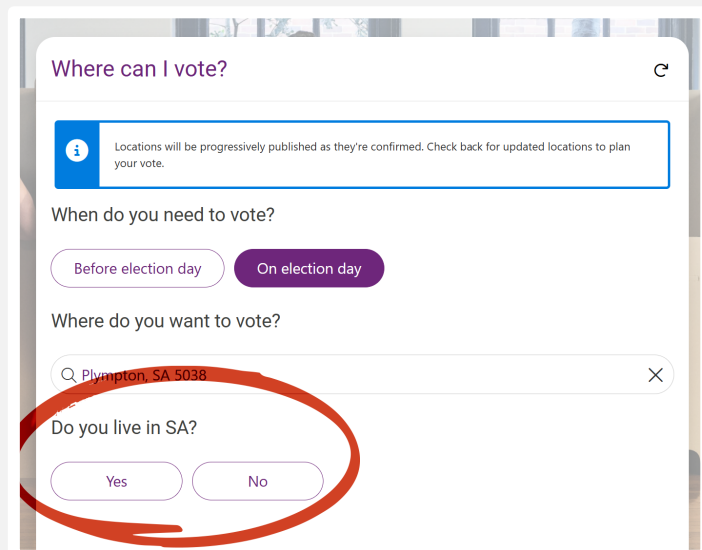 Where can I vote?
Locations will be progressively published as they're confirmed. Check back for updated locations to plan
your vote.
When do you need to vote?
Before election day
On election day
Where do you want to vote?
Plympton, SA 5038
Do you live in SA?
Yes
No